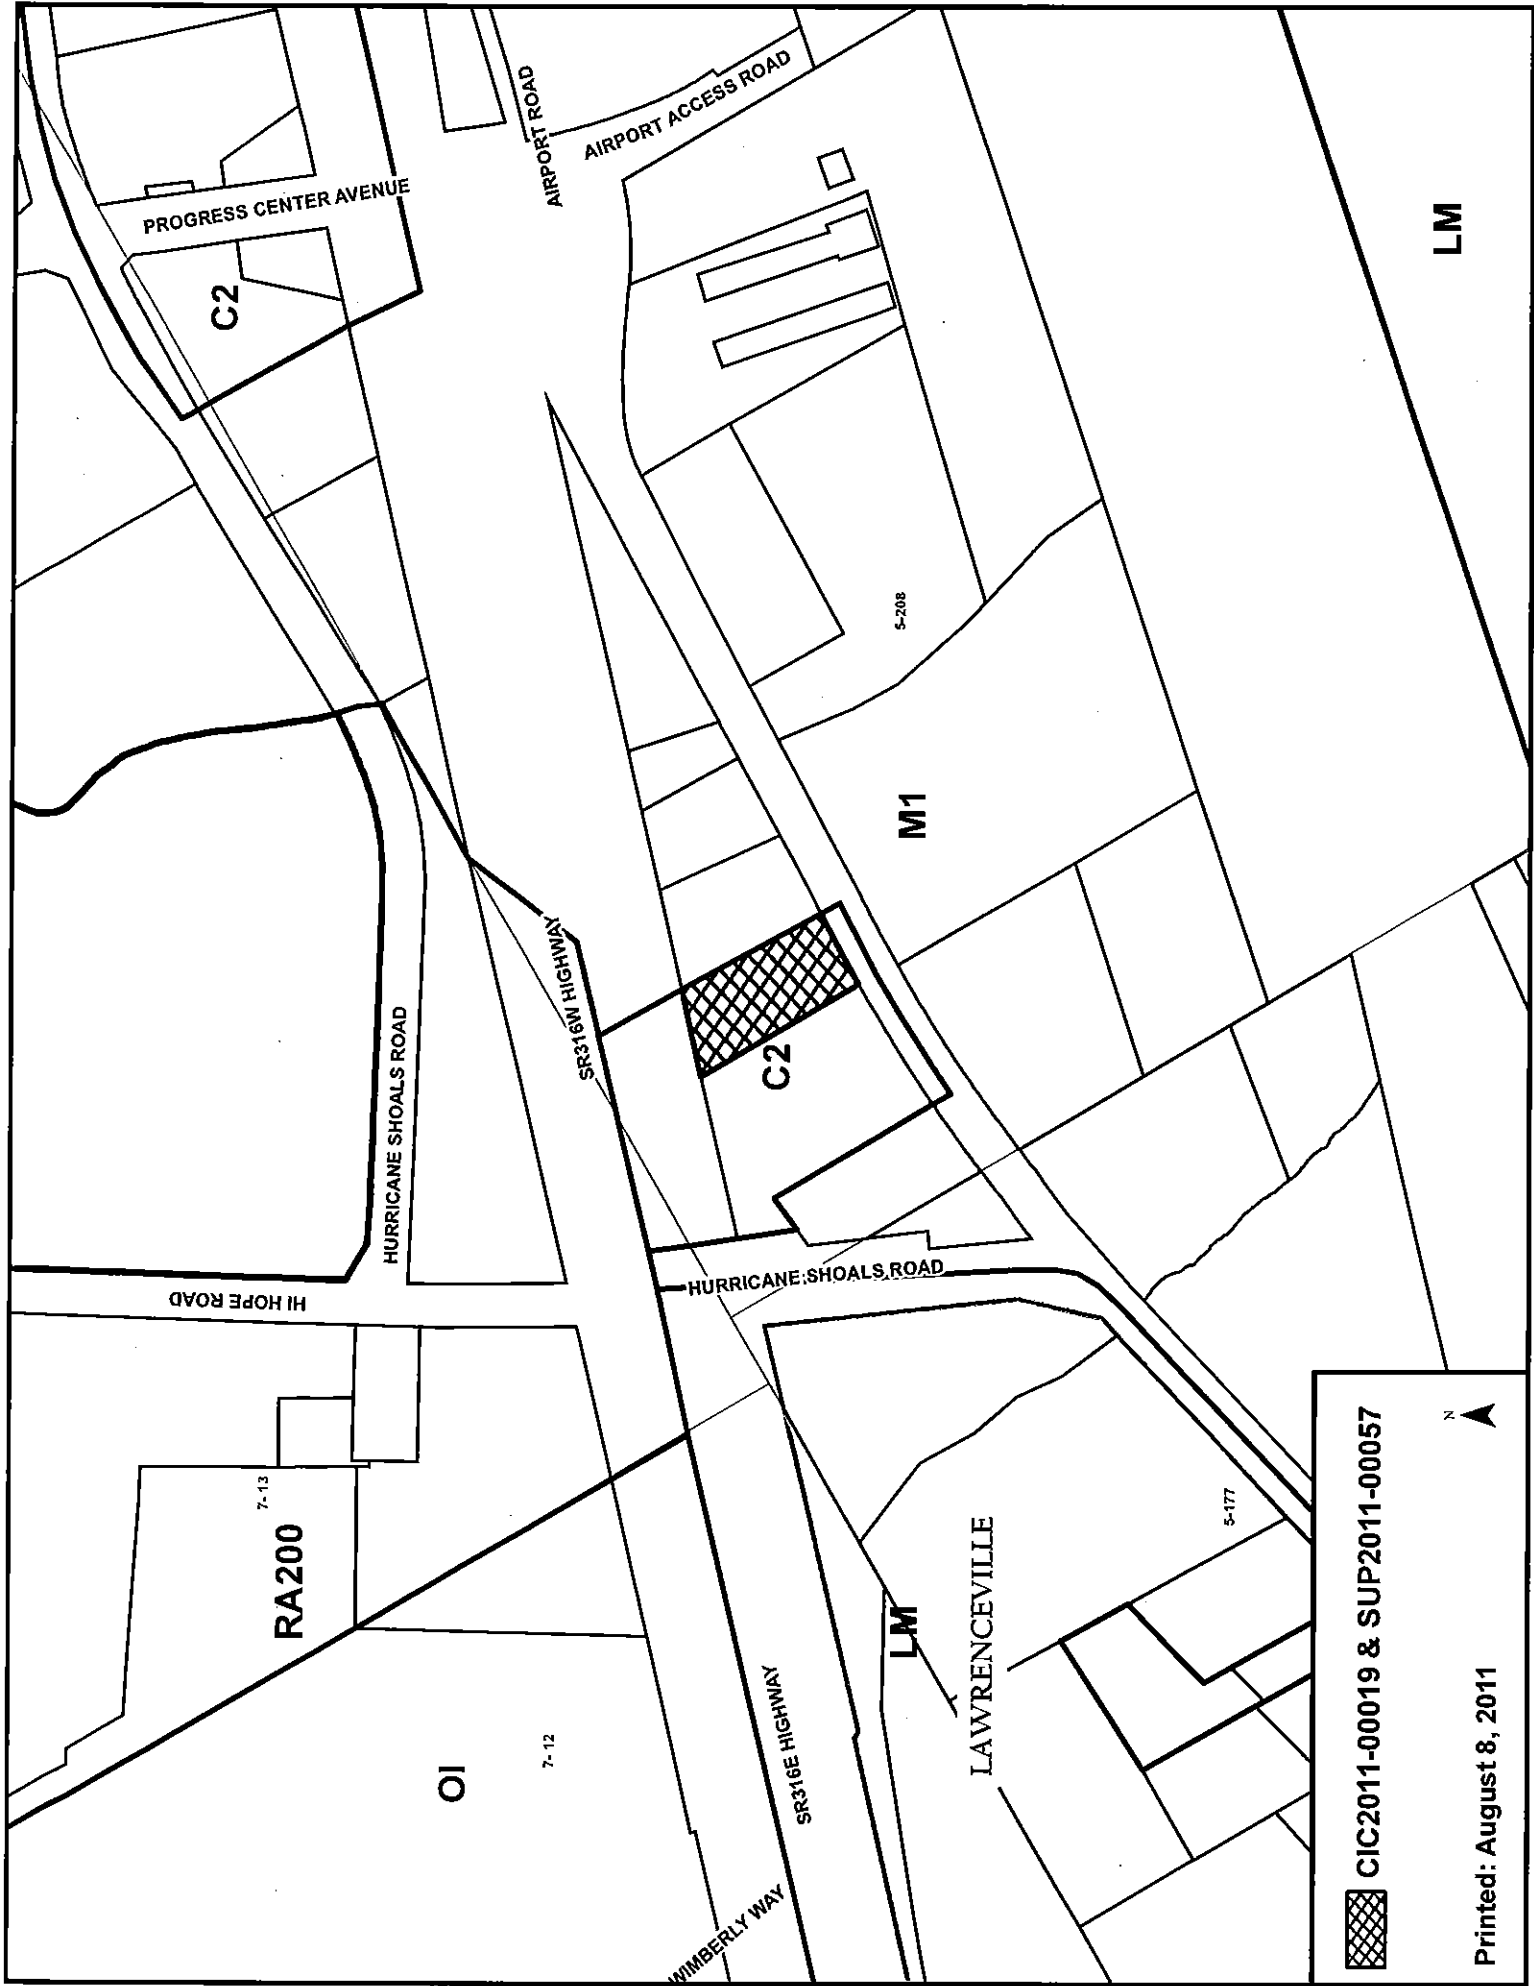 HI HOPE ROAD
HURRICANE SHOALS ROAD
PROGRESS CENTER AVENUE
C2
7- 13
RA200
AIRPORT ROAD
AIRPORT ACCESS ROAD
SR316W HIGHWAY
OI
7- 12
HURRICANE SHOALS ROAD
C2
M1
5-208
SR316E HIGHWAY
WIMBERLY WAY
LM
LAWRENCEVILLE
5-177
LM
CIC2011-00019 & SUP2011-00057
N
Printed: August 8, 2011